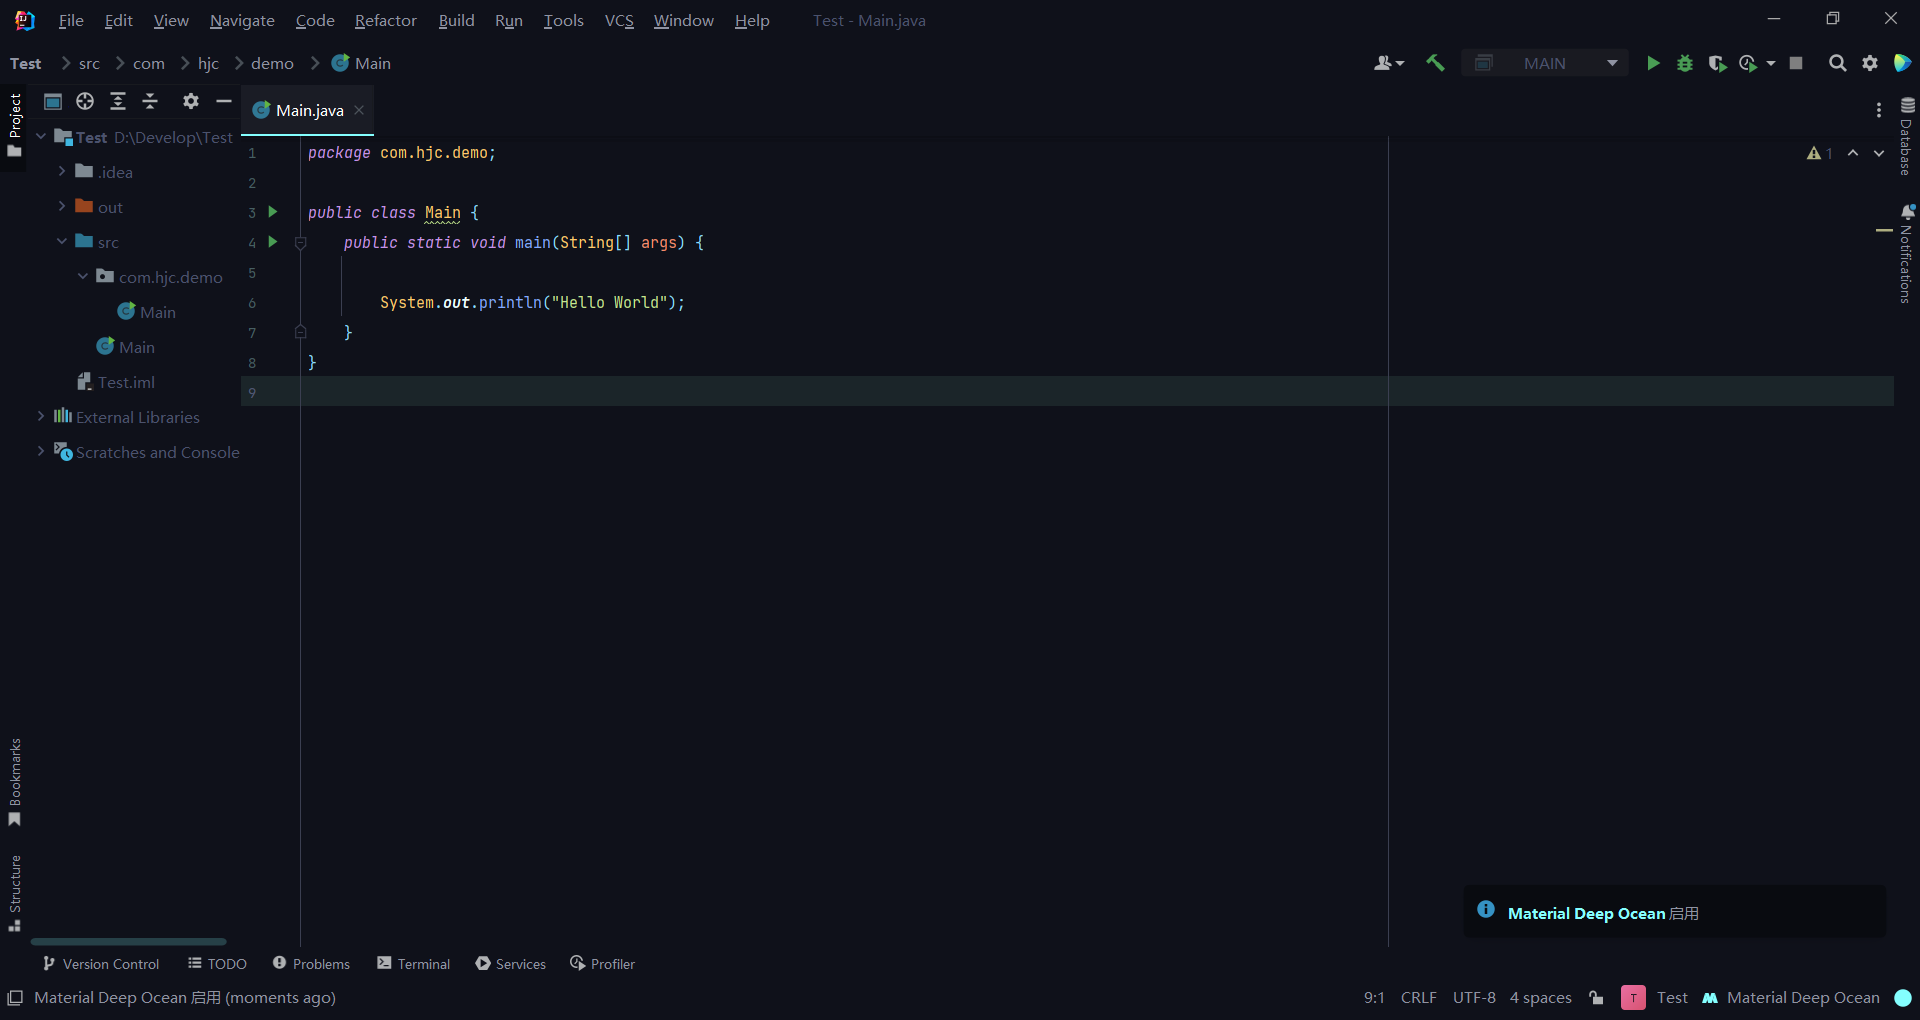 File Edit View Navigate Code Refactor Build Run Tools VCS Window Help Test - Main.java
Test src com hjc demo Main MAIN
Project
Main.java
Test D:\Develop\Test
.idea
out
src
com.hjc.demo
Main
Main
Test.iml
External Libraries
Scratches and Console
1 package com.hjc.demo;
2
3 public class Main {
4 public static void main(String[] args) {
5
6 System.out.println("Hello World");
7 }
8 }
9
1
Database
Notifications
Bookmarks
Structure
Material Deep Ocean 启用
Version Control TODO Problems Terminal Services Profiler
Material Deep Ocean 启用 (moments ago) 9:1 CRLF UTF-8 4 spaces T Test Material Deep Ocean